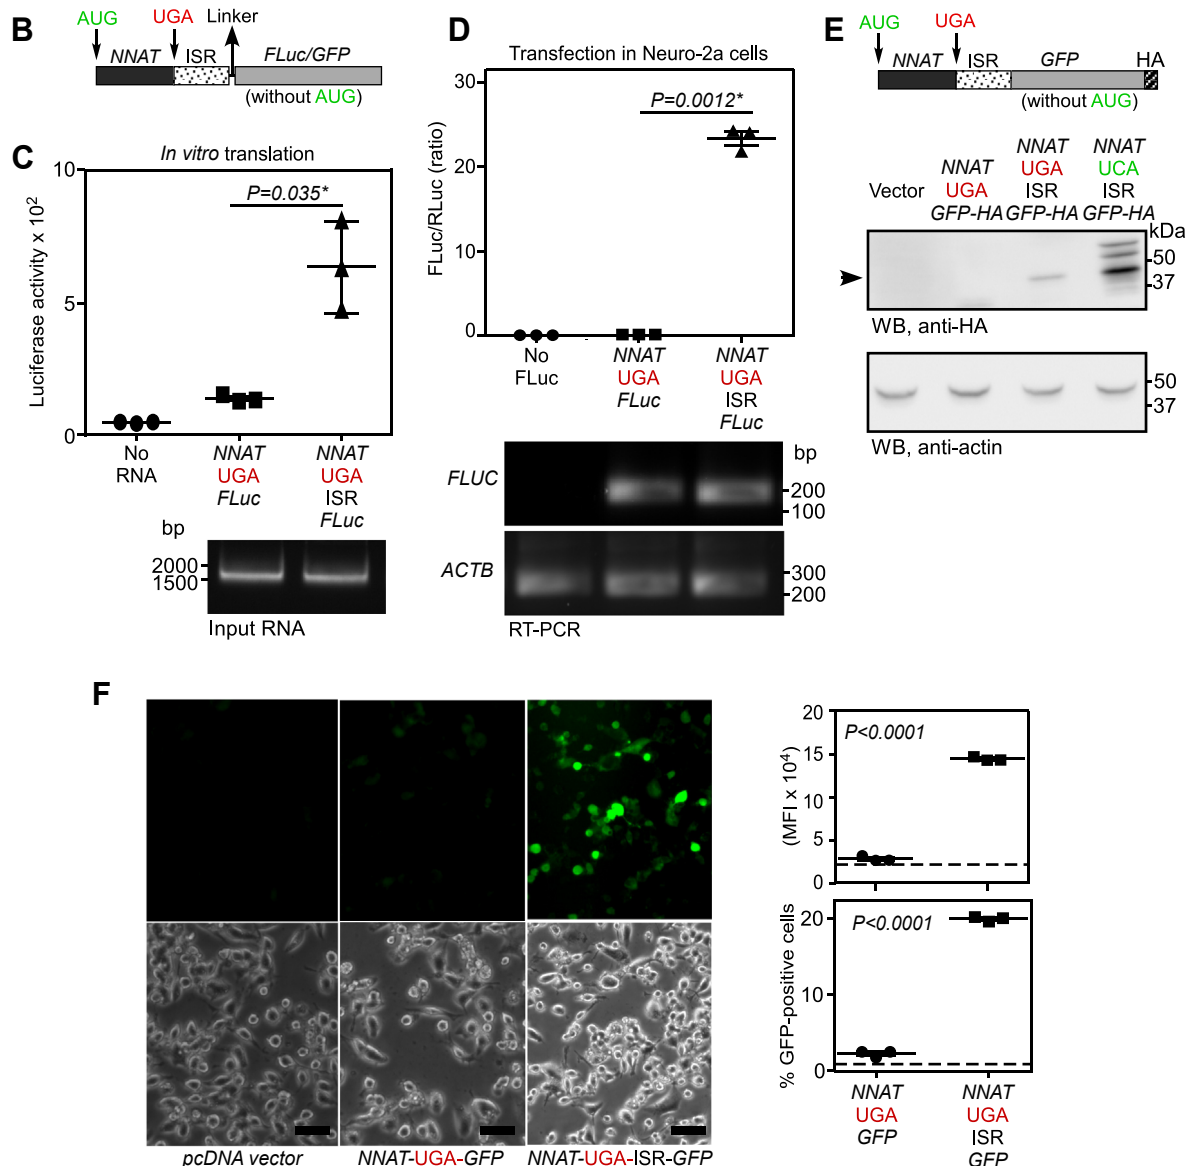 B
AUG
UGA
Linker
NNAT
ISR
FLuc/GFP
(without AUG)
C
In vitro translation
P=0.035*
Luciferase activity x 10²
10
5
0
No
RNA
NNAT
UGA
FLuc
NNAT
UGA
ISR
FLuc
bp
2000
1500
Input RNA
D
Transfection in Neuro-2a cells
P=0.0012*
FLuc/RLuc (ratio)
30
20
10
0
No
FLuc
NNAT
UGA
FLuc
NNAT
UGA
ISR
FLuc
bp
FLUC
200
100
ACTB
300
200
RT-PCR
E
AUG
UGA
NNAT
ISR
GFP
HA
(without AUG)
Vector
NNAT
UGA
GFP-HA
NNAT
UGA
ISR
GFP-HA
NNAT
UCA
ISR
GFP-HA
kDa
50
37
WB, anti-HA
50
37
WB, anti-actin
F
pcDNA vector
NNAT-UGA-GFP
NNAT-UGA-ISR-GFP
(MFI x 10⁴)
20
15
10
5
0
P<0.0001
% GFP-positive cells
20
10
0
P<0.0001
NNAT
UGA
GFP
NNAT
UGA
ISR
GFP